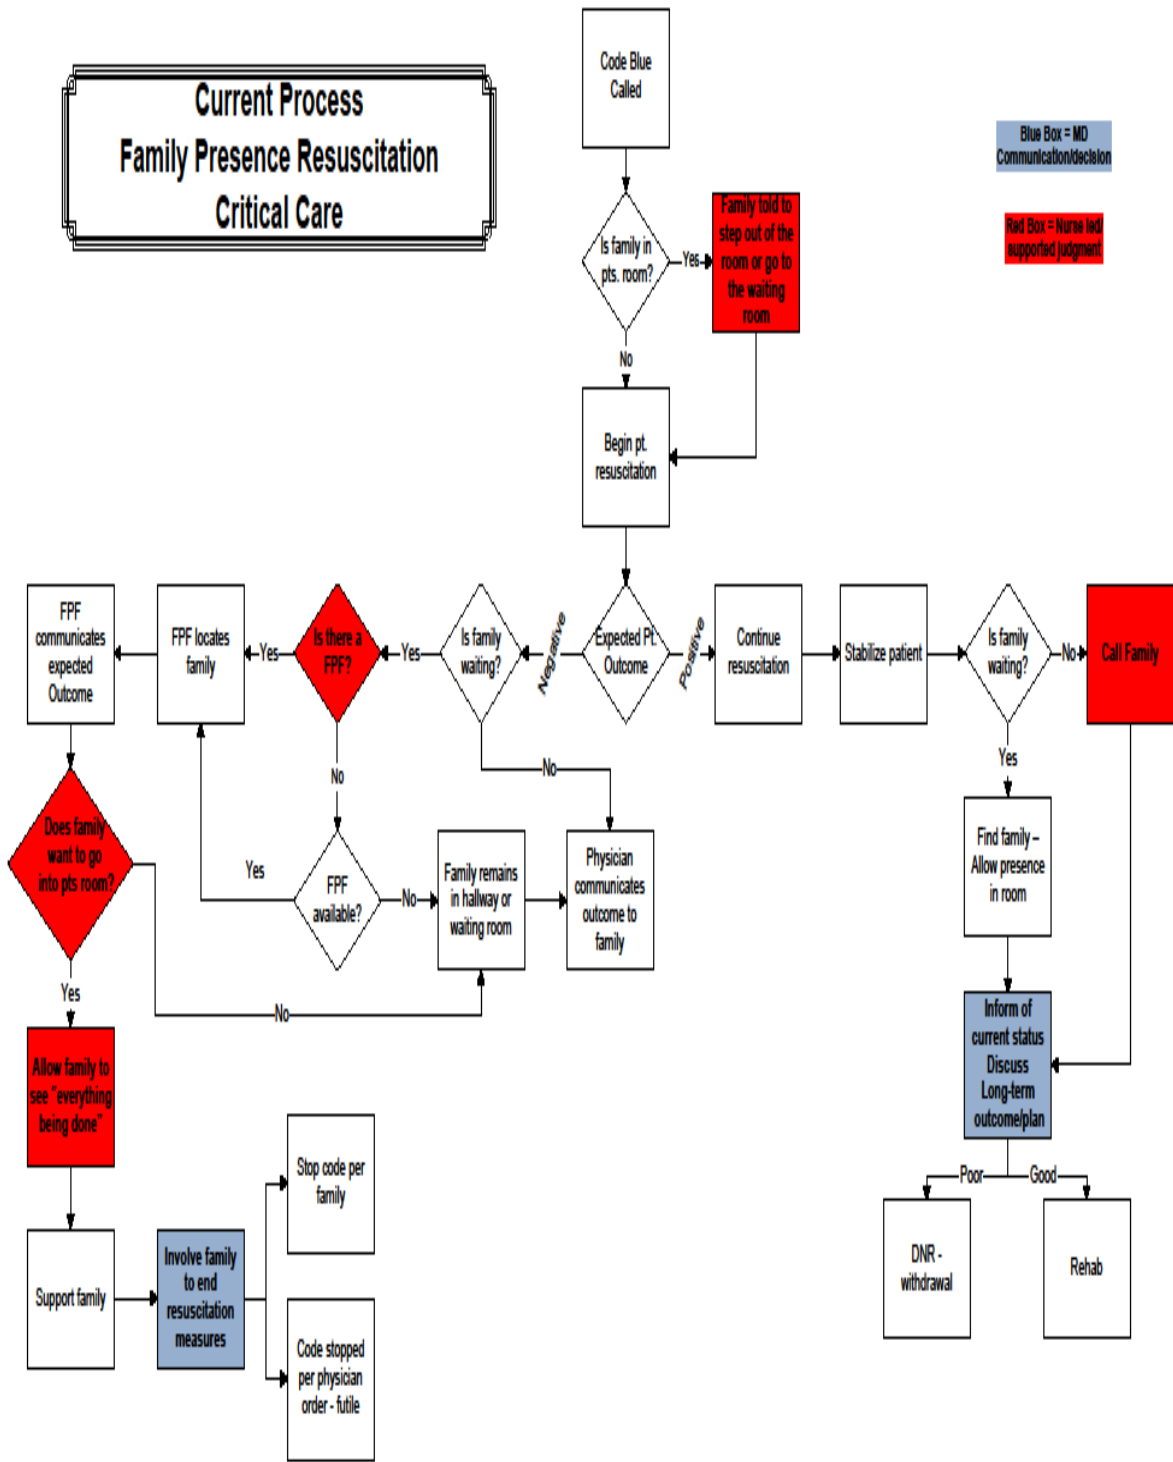 Current Process
Family Presence Resuscitation
Critical Care
Code Blue
Called
Blue Box = MD
Communication/decision
Red Box = Nurse led/
supported judgment
Is family in
pts. room?
Yes
Family told to
step out of the
room or go to
the waiting
room
No
Begin pt.
resuscitation
Expected Pt.
Outcome
Negative
Positive
Is family
waiting?
Yes
Is there a
FPF?
Yes
FPF locates
family
FPF
communicates
expected
Outcome
Continue
resuscitation
Stabilize patient
Is family
waiting?
No
Call Family
No
No
Yes
Does family
want to go
into pts room?
Yes
FPF
available?
No
Family remains
in hallway or
waiting room
Physician
communicates
outcome to
family
Find family –
Allow presence
in room
Yes
No
Allow family to
see "everything
being done"
Inform of
current status
Discuss
Long-term
outcome/plan
Poor
Good
DNR -
withdrawal
Rehab
Support family
Involve family
to end
resuscitation
measures
Stop code per
family
Code stopped
per physician
order - futile